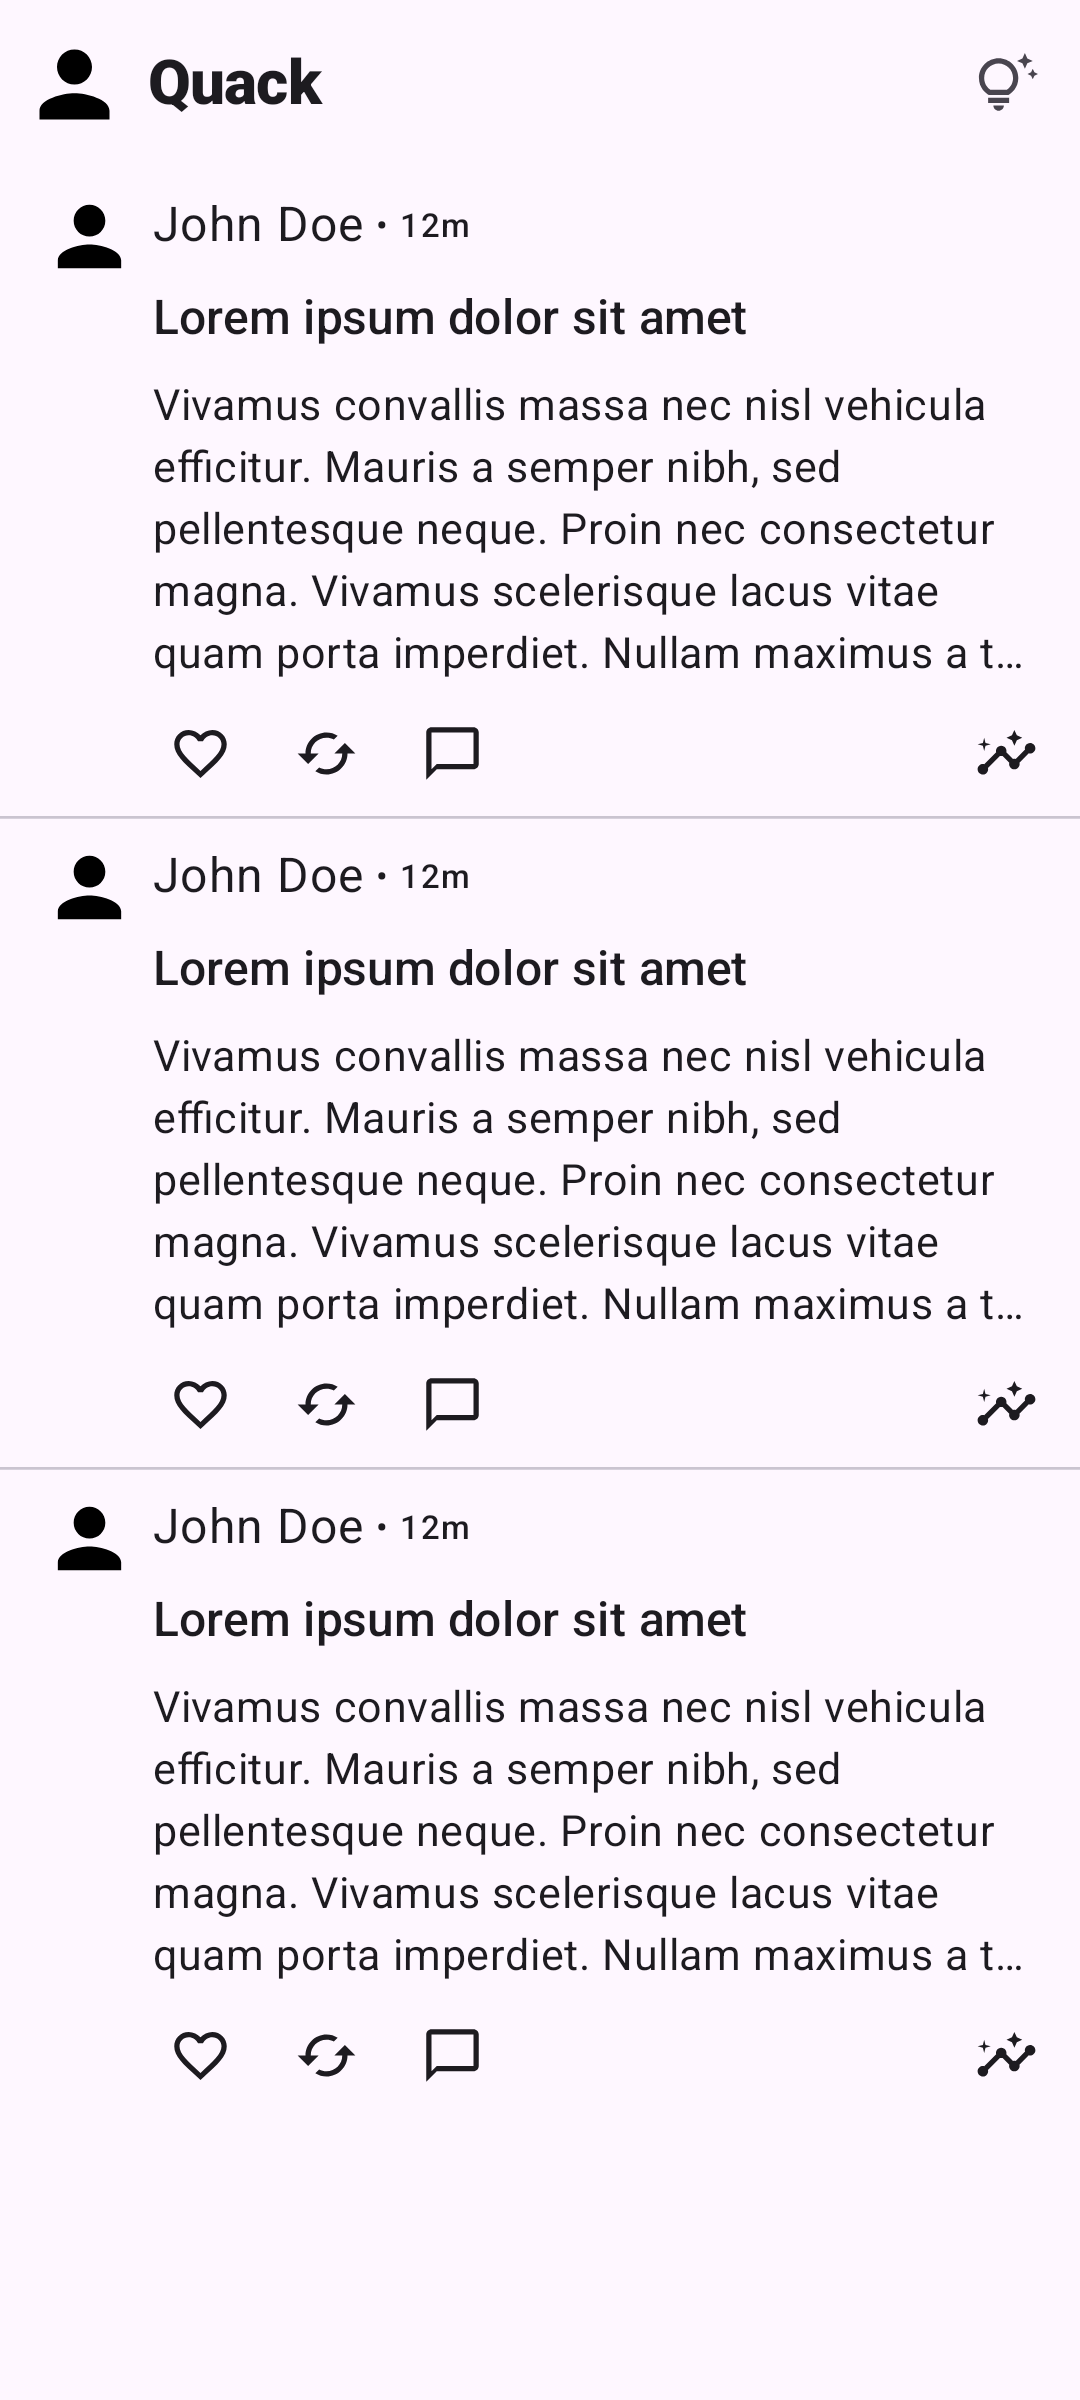 Quack
John Doe • 12m
Lorem ipsum dolor sit amet
Vivamus convallis massa nec nisl vehicula
efficitur. Mauris a semper nibh, sed
pellentesque neque. Proin nec consectetur
magna. Vivamus scelerisque lacus vitae
quam porta imperdiet. Nullam maximus a t…
John Doe • 12m
Lorem ipsum dolor sit amet
Vivamus convallis massa nec nisl vehicula
efficitur. Mauris a semper nibh, sed
pellentesque neque. Proin nec consectetur
magna. Vivamus scelerisque lacus vitae
quam porta imperdiet. Nullam maximus a t…
John Doe • 12m
Lorem ipsum dolor sit amet
Vivamus convallis massa nec nisl vehicula
efficitur. Mauris a semper nibh, sed
pellentesque neque. Proin nec consectetur
magna. Vivamus scelerisque lacus vitae
quam porta imperdiet. Nullam maximus a t…